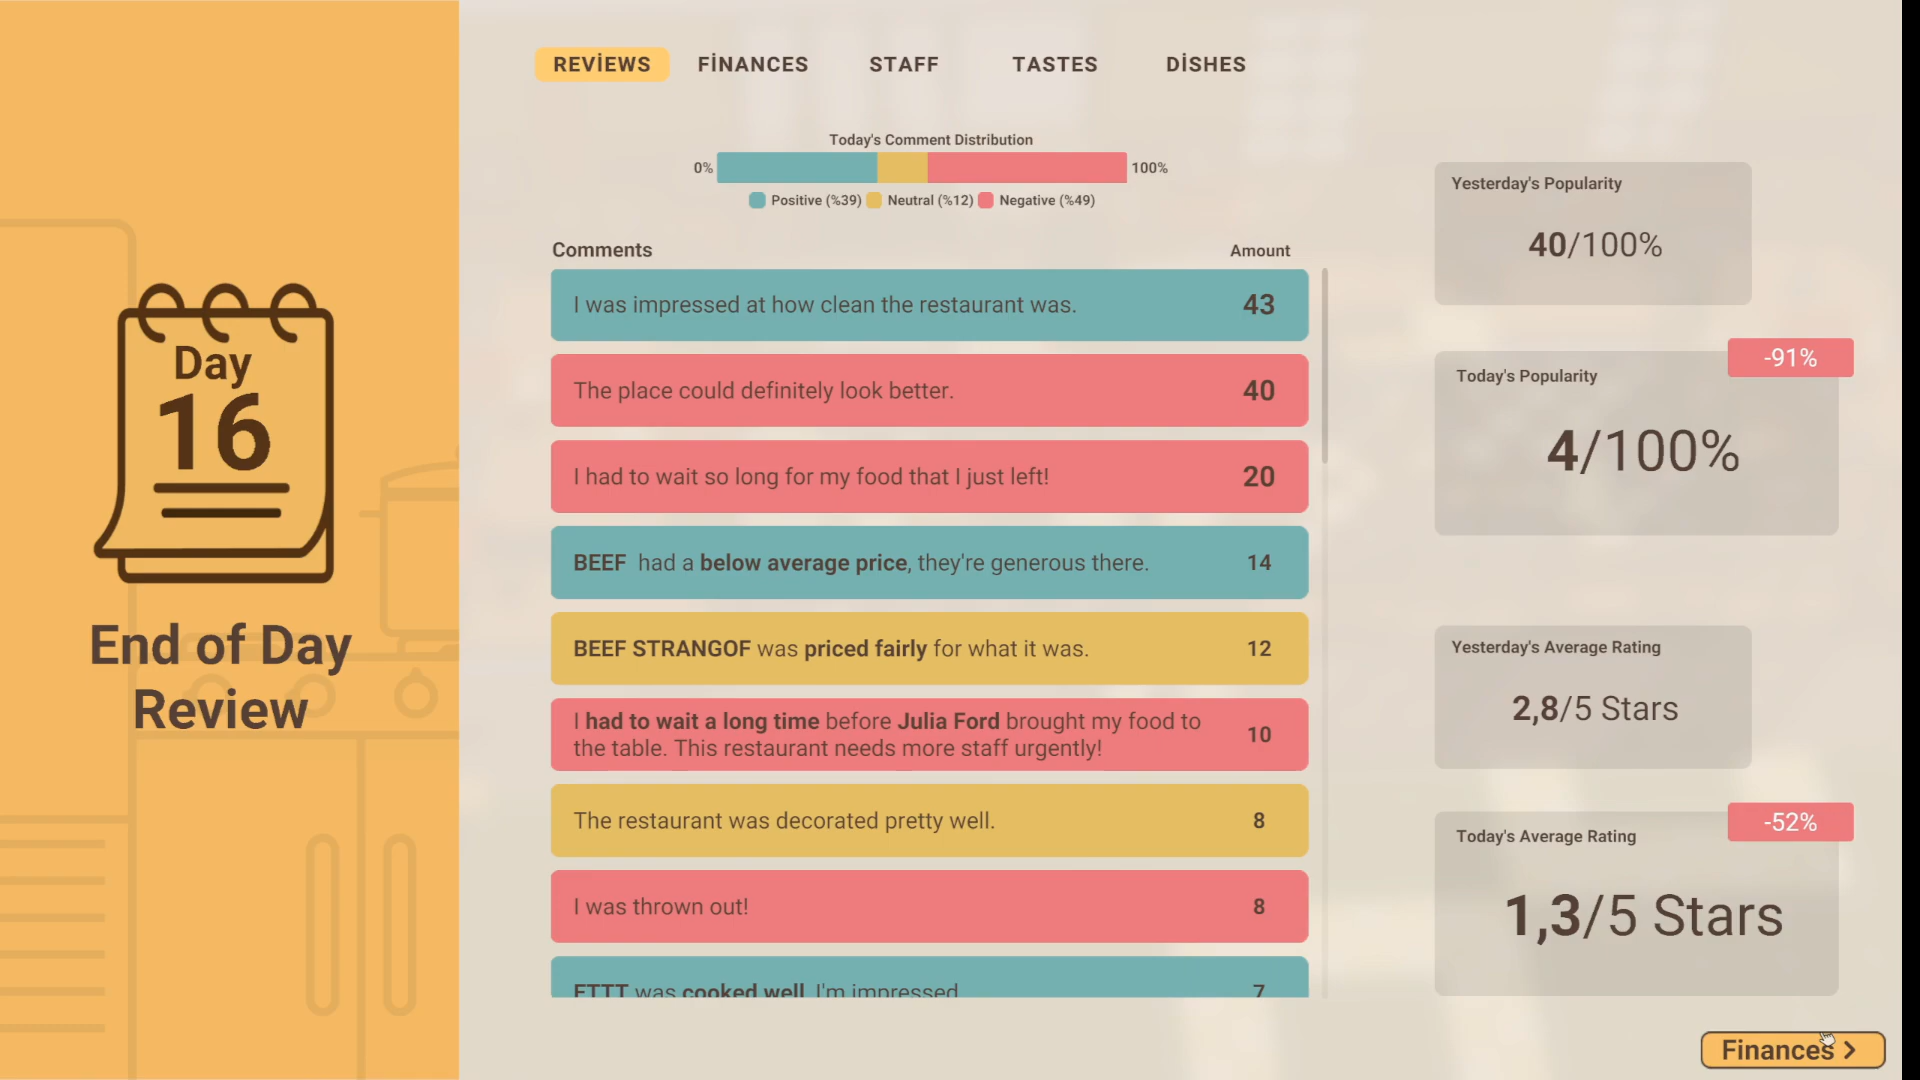 REVİEWS FİNANCES STAFF TASTES DİSHES
Today's Comment Distribution
0% 100%
Positive (%39) Neutral (%12) Negative (%49)
Comments Amount
I was impressed at how clean the restaurant was. 43
The place could definitely look better. 40
I had to wait so long for my food that I just left! 20
BEEF had a below average price, they're generous there. 14
BEEF STRANGOF was priced fairly for what it was. 12
I had to wait a long time before Julia Ford brought my food to
the table. This restaurant needs more staff urgently! 10
The restaurant was decorated pretty well. 8
I was thrown out! 8
ETTT was cooked well, I'm impressed 7
Day
16
End of Day
Review
Yesterday's Popularity
40/100%
-91%
Today's Popularity
4/100%
Yesterday's Average Rating
2,8/5 Stars
-52%
Today's Average Rating
1,3/5 Stars
Finances >